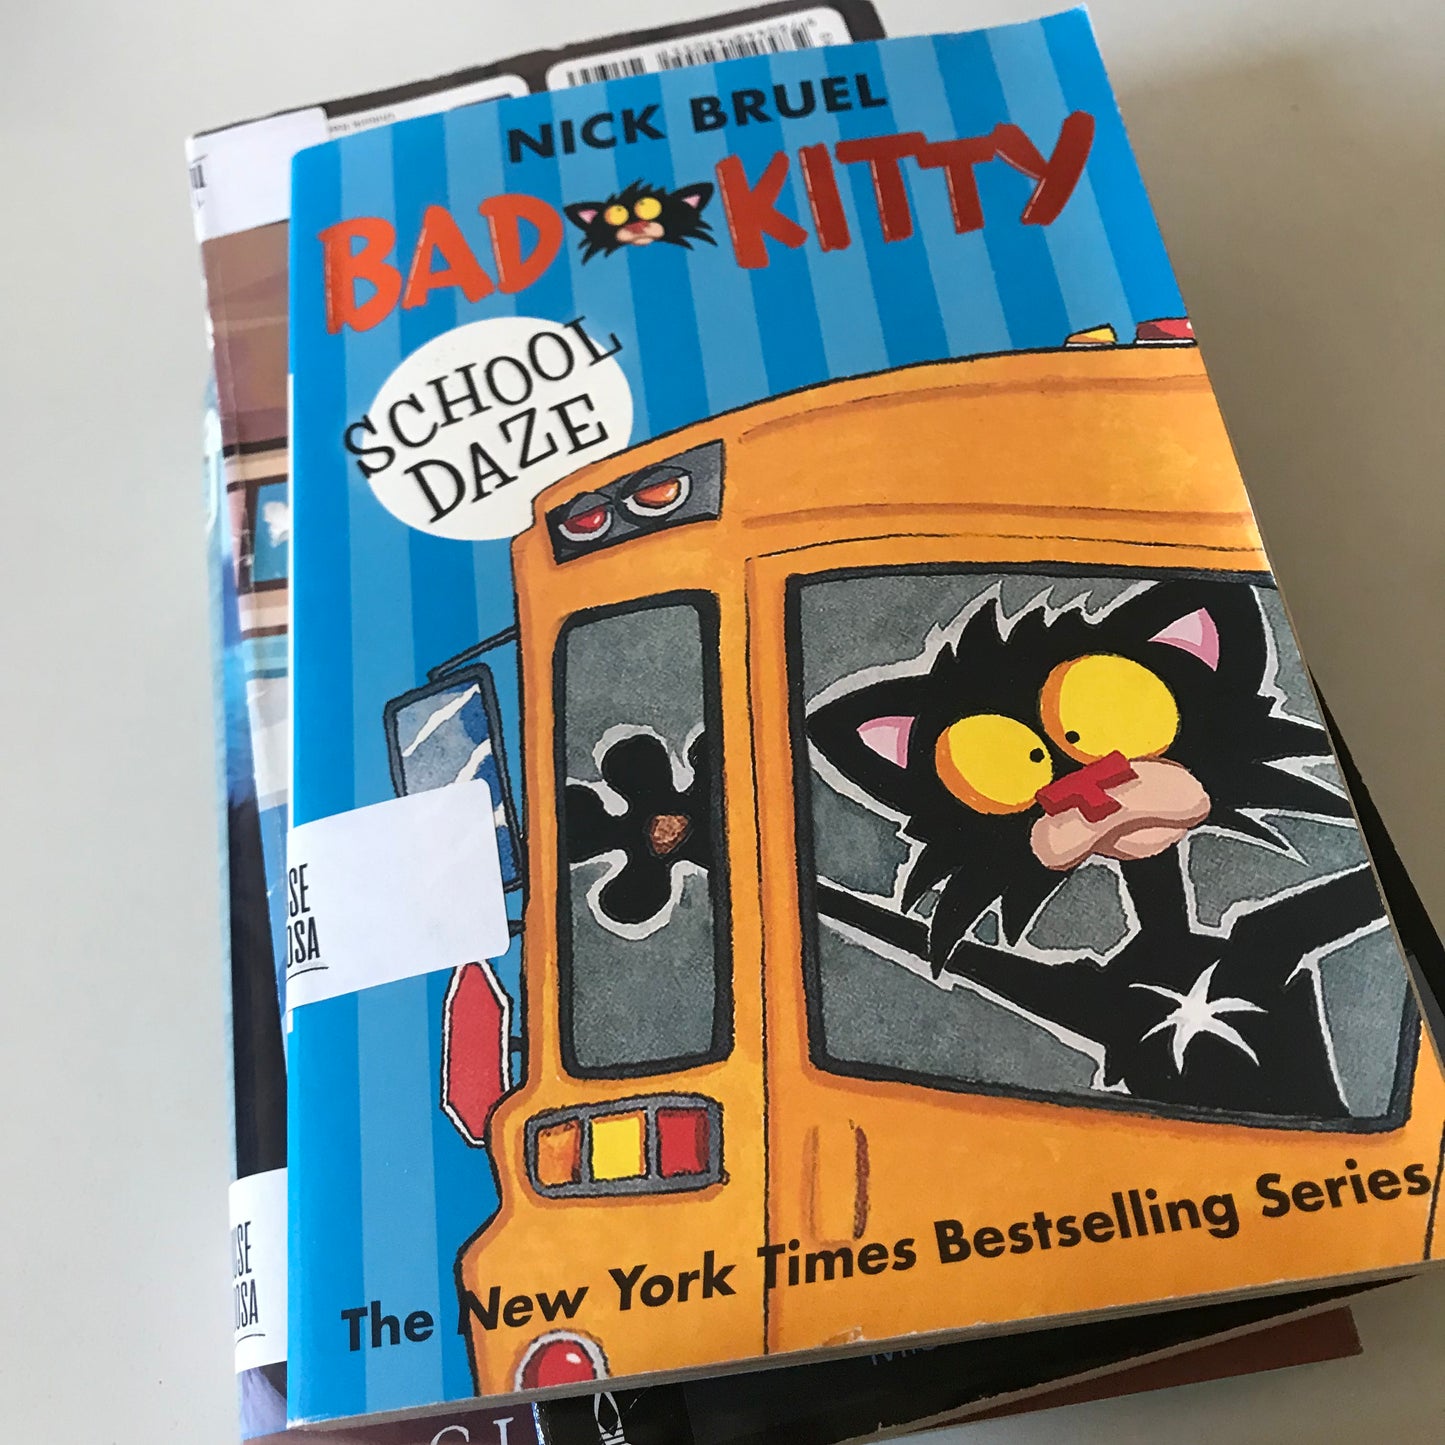 NICK BRUEL
BAD KITTY
SCHOOL
DAZE
The New York Times Bestselling Series